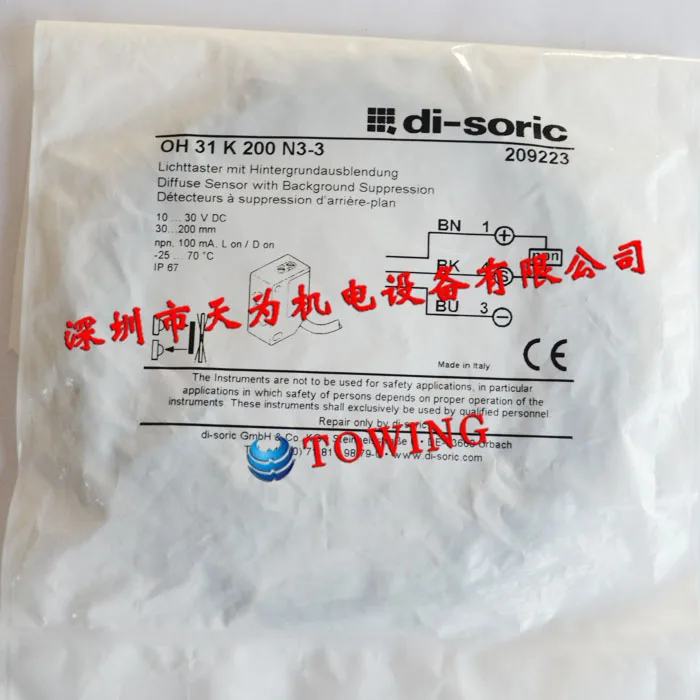 di-soric
OH 31 K 200 N3-3
209223
Lichttaster mit Hintergrundausblendung
Diffuse Sensor with Background Suppression
Détecteurs à suppression d'arrière-plan
10 ... 30 V DC
30...200 mm
npn. 100 mA. L on / D on
-25 ... 70 °C
IP 67
BN 1 +
BK 4 S
BU 3 −
深圳市天为机电设备有限公司
Made in Italy
CE
The Instruments are not to be used for safety applications, in particular
applications in which safety of persons depends on proper operation of the
instruments. These instruments shall exclusively be used by qualified personnel
Repair only by di-soric
di-soric GmbH & Co. DE- Urbach
www.di-soric.com
TOWING